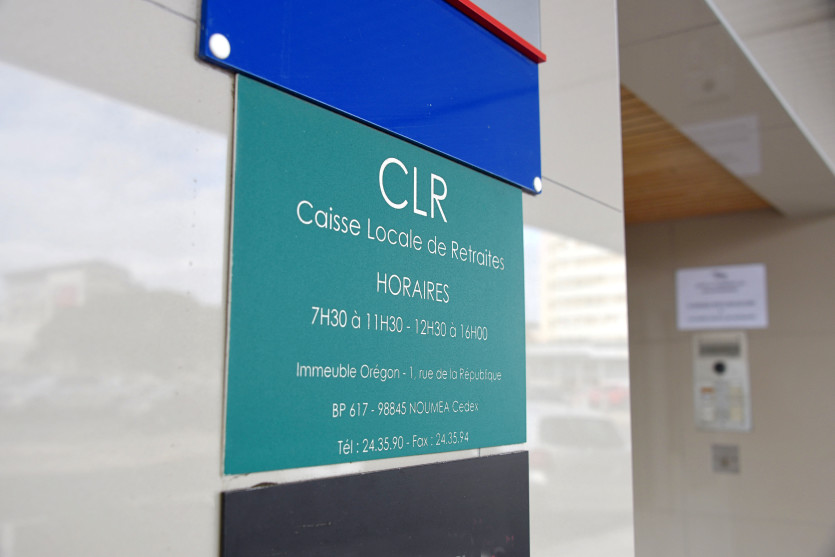 CLR
Caisse Locale de Retraites
HORAIRES
7H30 à 11H30 - 12H30 à 16H00
Immeuble Orégon - 1, rue de la République
BP 617 - 98845 NOUMEA Cedex
Tél : 24.35.90 - Fax : 24.35.94